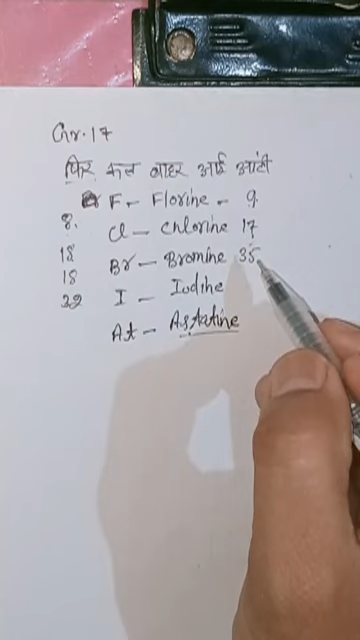 Gr.17
फिर कल बाहर आई आंटी
F - Florine - 9
8. Cl - Chlorine 17
18 Br - Bromine 35
18
32 I - Iodine
At - Astatine